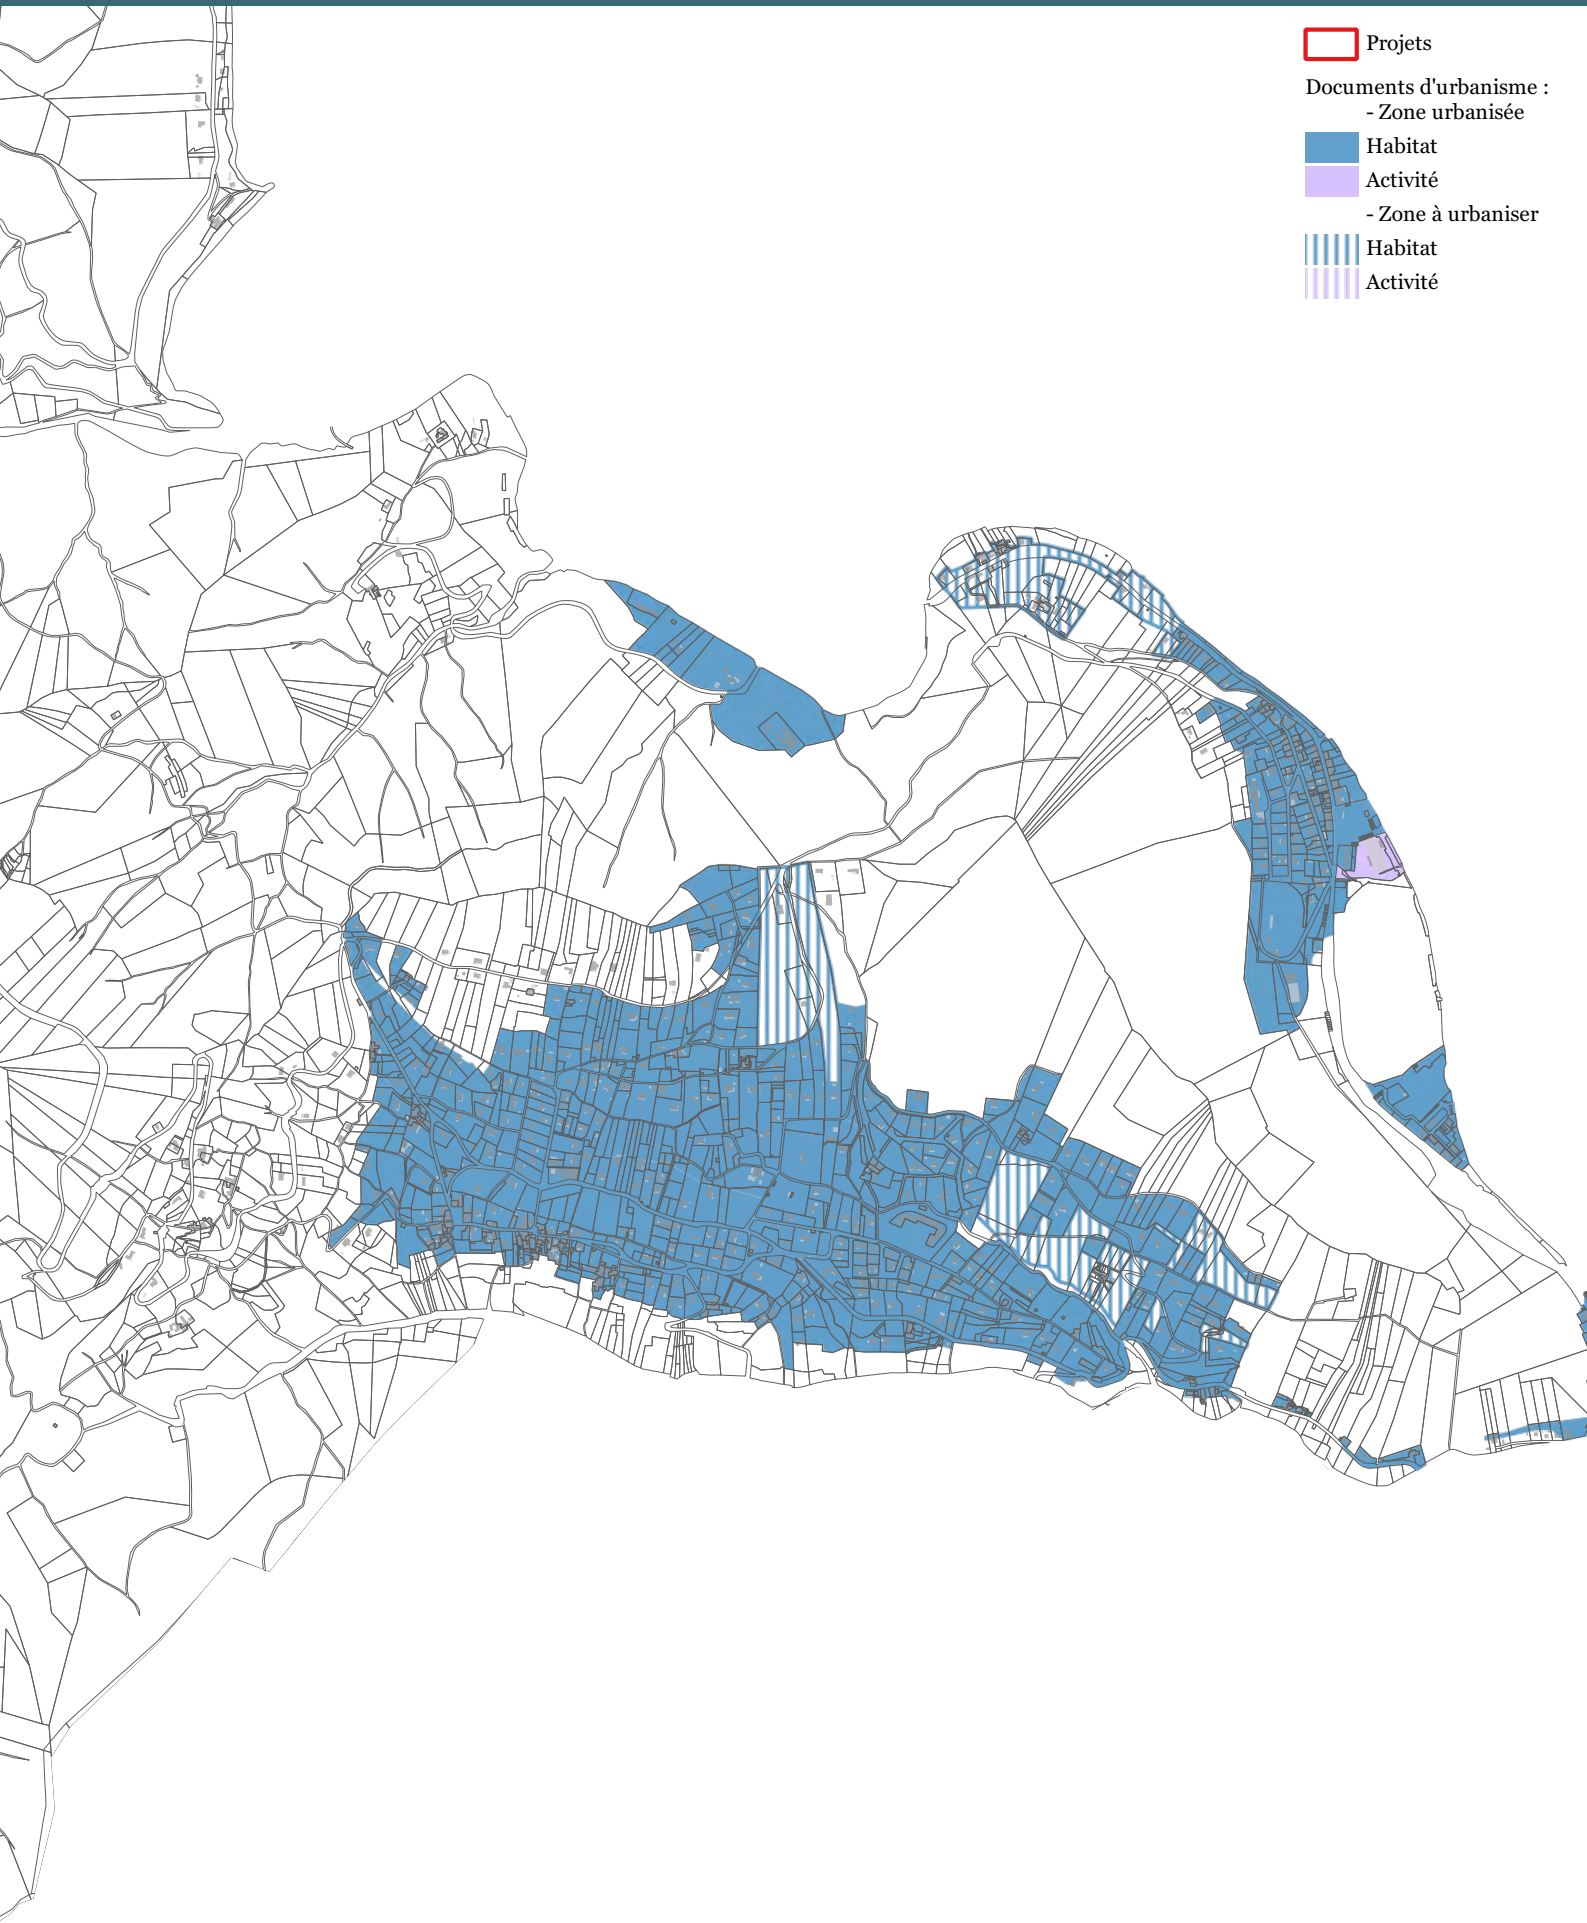 Projets
Documents d'urbanisme :
- Zone urbanisée
Habitat
Activité
- Zone à urbaniser
Habitat
Activité